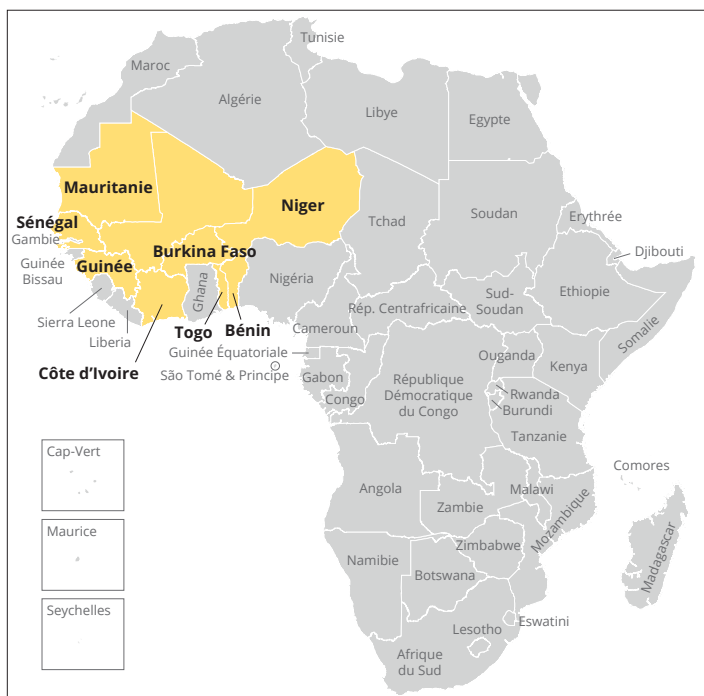 Tunisie
Maroc
Algérie
Libye
Egypte
Mauritanie
Niger
Tchad
Soudan
Erythrée
Sénégal
Gambie
Burkina Faso
Djibouti
Guinée
Bissau
Guinée
Nigéria
Ghana
Ethiopie
Rép. Centrafricaine
Sud-
Soudan
Sierra Leone
Liberia
Togo
Bénin
Cameroun
Somalie
Guinée Équatoriale
Ouganda
Kenya
Côte d'Ivoire
São Tomé & Principe
Gabon
République
Démocratique
du Congo
Rwanda
Congo
Burundi
Tanzanie
Cap-Vert
Comores
Angola
Malawi
Zambie
Mozambique
Maurice
Zimbabwe
Madagascar
Namibie
Botswana
Seychelles
Eswatini
Lesotho
Afrique
du Sud